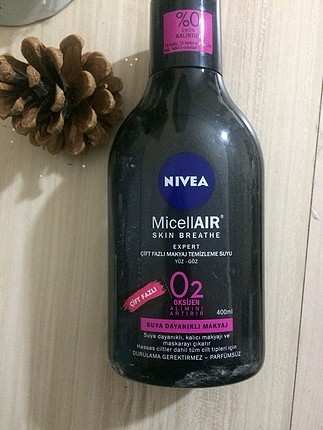 %0
ÜRÜN
KALINTISI
NIVEA
MicellAIR®
SKIN BREATHE
EXPERT
ÇİFT FAZLI MAKYAJ TEMİZLEME SUYU
YÜZ - GÖZ
ÇİFT FAZLI
O2
OKSİJEN
ALIMINI
ARTIRIR
400ml
SUYA DAYANIKLI MAKYAJ
Suya dayanıklı, kalıcı makyajı ve
maskarayı çıkarır
Hassas ciltler dahil tüm cilt tipleri için
DURULAMA GEREKTİRMEZ – PARFÜMSÜZ